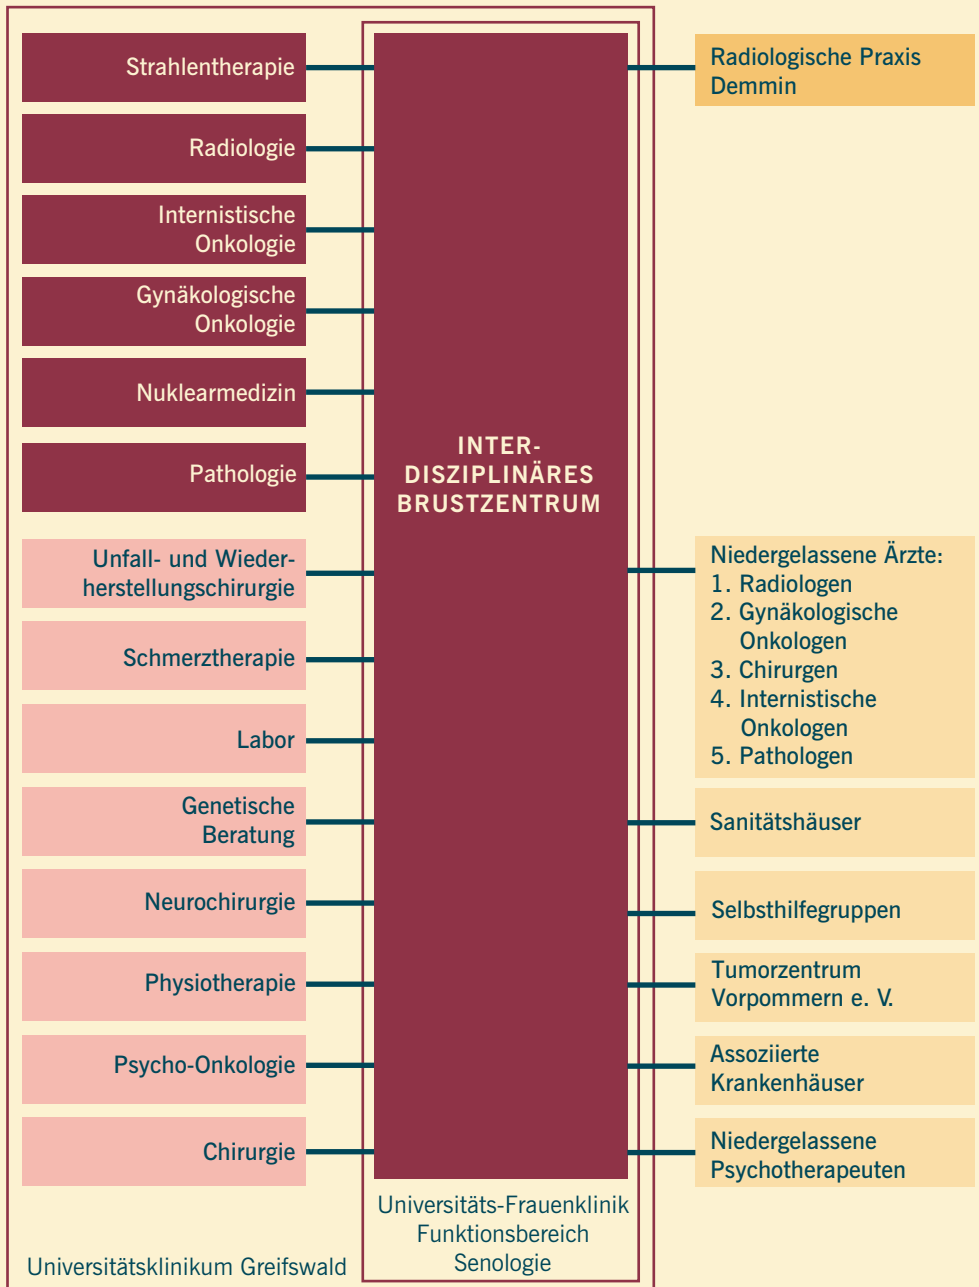 Strahlentherapie
Radiologie
Internistische
Onkologie
Gynäkologische
Onkologie
Nuklearmedizin
Pathologie
Unfall- und Wieder-
herstellungschirurgie
Schmerztherapie
Labor
Genetische
Beratung
Neurochirurgie
Physiotherapie
Psycho-Onkologie
Chirurgie
Universitätsklinikum Greifswald
INTER-
DISZIPLINÄRES
BRUSTZENTRUM
Universitäts-Frauenklinik
Funktionsbereich
Senologie
Radiologische Praxis
Demmin
Niedergelassene Ärzte:
1. Radiologen
2. Gynäkologische
Onkologen
3. Chirurgen
4. Internistische
Onkologen
5. Pathologen
Sanitätshäuser
Selbsthilfegruppen
Tumorzentrum
Vorpommern e. V.
Assoziierte
Krankenhäuser
Niedergelassene
Psychotherapeuten